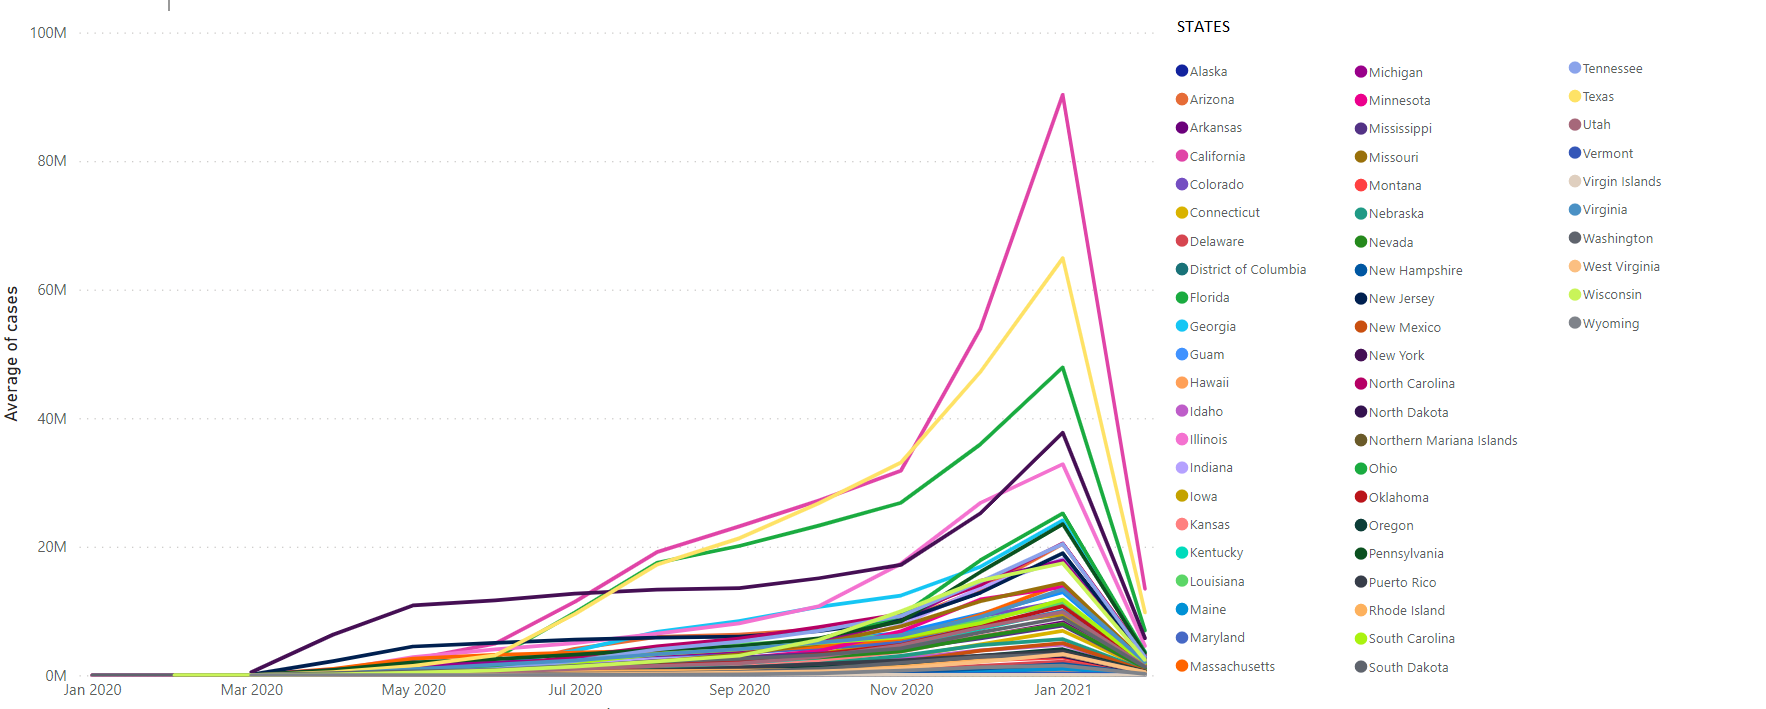 STATES
100M
80M
60M
40M
20M
0M
Average of cases
Jan 2020
Mar 2020
May 2020
Jul 2020
Sep 2020
Nov 2020
Jan 2021
Alaska
Arizona
Arkansas
California
Colorado
Connecticut
Delaware
District of Columbia
Florida
Georgia
Guam
Hawaii
Idaho
Illinois
Indiana
Iowa
Kansas
Kentucky
Louisiana
Maine
Maryland
Massachusetts
Michigan
Minnesota
Mississippi
Missouri
Montana
Nebraska
Nevada
New Hampshire
New Jersey
New Mexico
New York
North Carolina
North Dakota
Northern Mariana Islands
Ohio
Oklahoma
Oregon
Pennsylvania
Puerto Rico
Rhode Island
South Carolina
South Dakota
Tennessee
Texas
Utah
Vermont
Virgin Islands
Virginia
Washington
West Virginia
Wisconsin
Wyoming